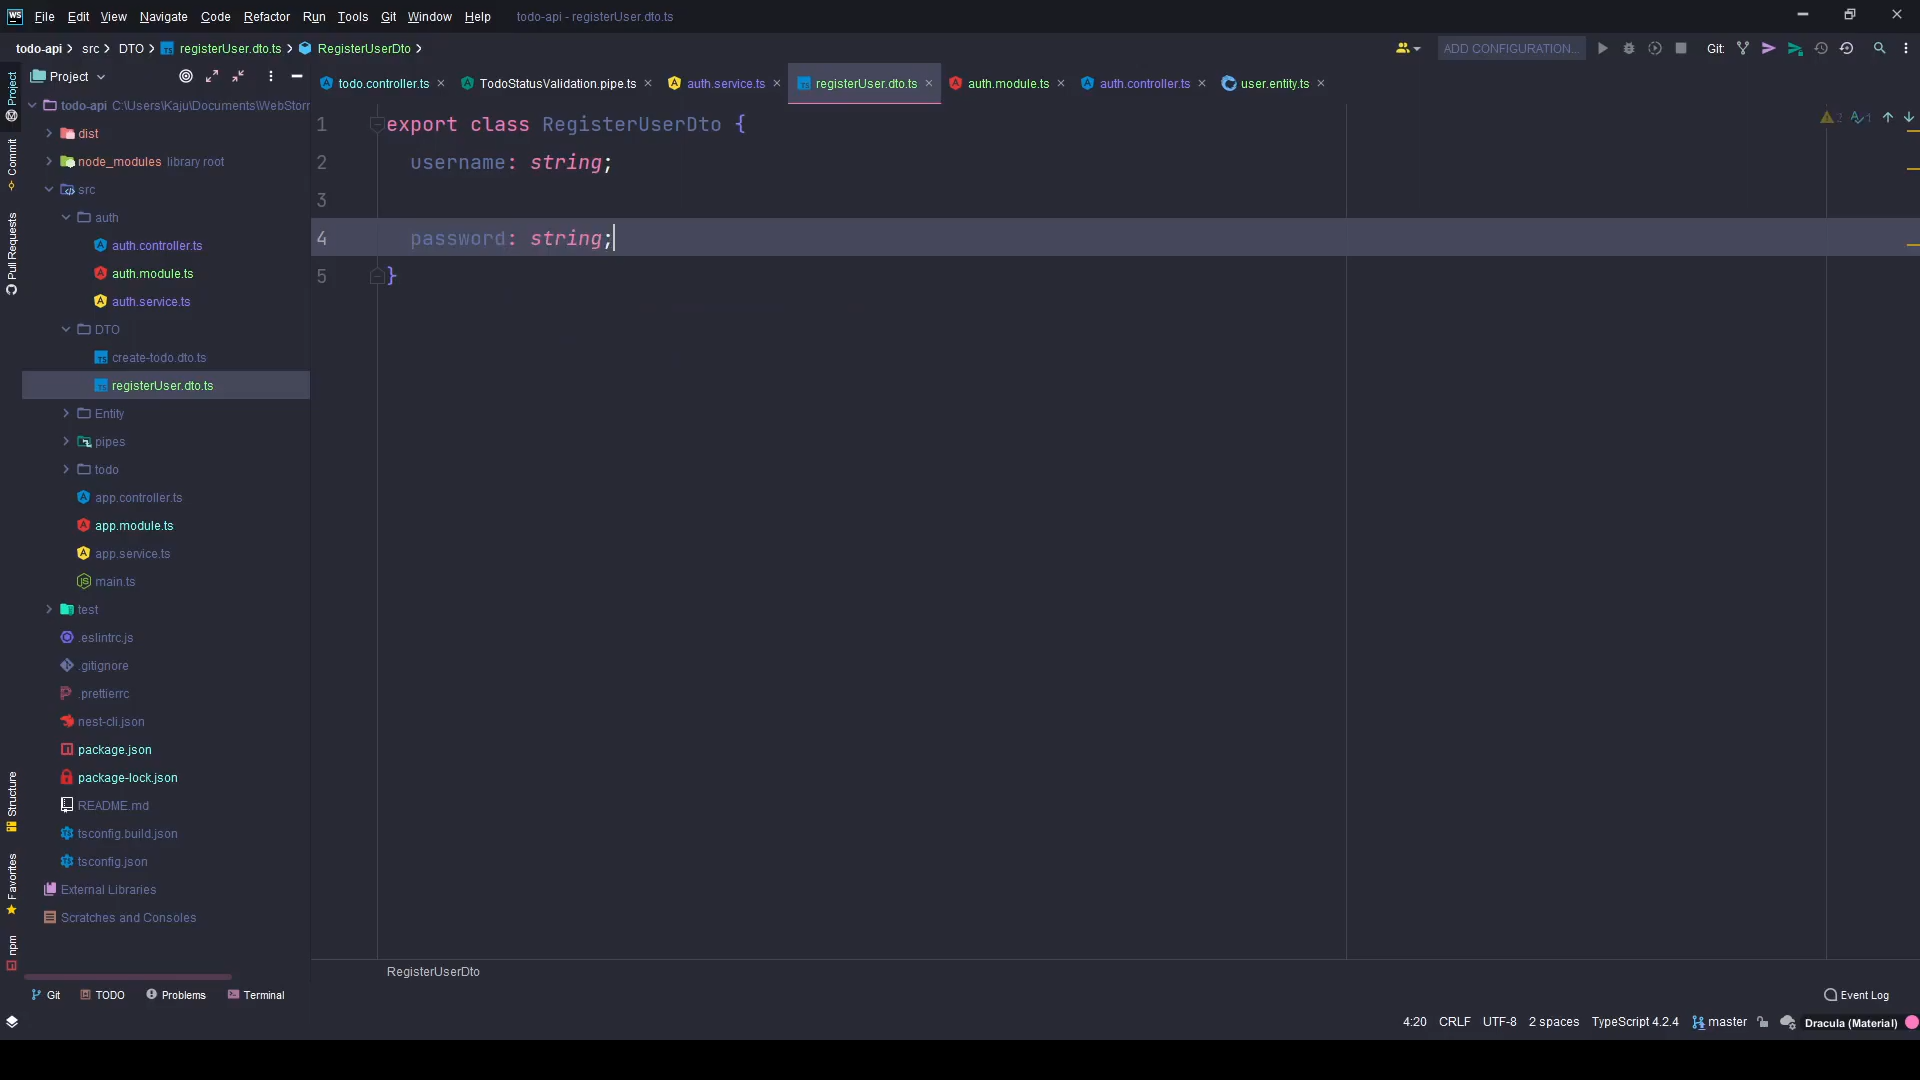 WS File Edit View Navigate Code Refactor Run Tools Git Window Help todo-api - registerUser.dto.ts
todo-api src DTO registerUser.dto.ts RegisterUserDto ADD CONFIGURATION... Git:
Project
todo.controller.ts TodoStatusValidation.pipe.ts auth.service.ts registerUser.dto.ts auth.module.ts auth.controller.ts user.entity.ts
Project
Commit
Pull Requests
Structure
Favorites
npm
todo-api C:\Users\Kaju\Documents\WebStorr
dist
node_modules library root
src
auth
auth.controller.ts
auth.module.ts
auth.service.ts
DTO
create-todo.dto.ts
registerUser.dto.ts
Entity
pipes
todo
app.controller.ts
app.module.ts
app.service.ts
main.ts
test
.eslintrc.js
.gitignore
.prettierrc
nest-cli.json
package.json
package-lock.json
README.md
tsconfig.build.json
tsconfig.json
External Libraries
Scratches and Consoles
1 export class RegisterUserDto {
2 username: string;
3
4 password: string;
5 }
1
RegisterUserDto
Git TODO Problems Terminal Event Log
4:20 CRLF UTF-8 2 spaces TypeScript 4.2.4 master Dracula (Material)